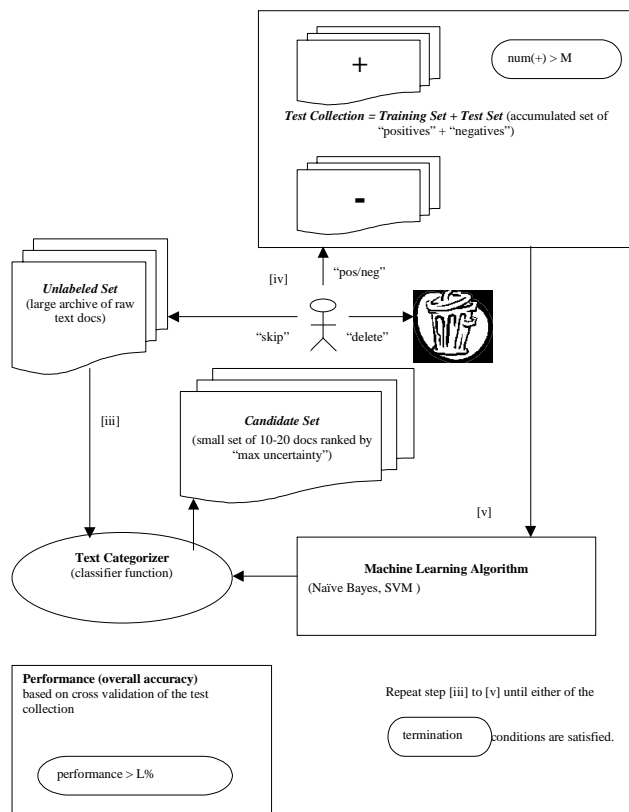 +
num(+) > M
Test Collection = Training Set + Test Set (accumulated set of
“positives” + “negatives”)
-
Unlabeled Set
(large archive of raw
text docs)
[iv]
“pos/neg”
“skip”
“delete”
[iii]
Candidate Set
(small set of 10-20 docs ranked by
“max uncertainty”)
[v]
Text Categorizer
(classifier function)
Machine Learning Algorithm
(Naïve Bayes, SVM )
Performance (overall accuracy)
based on cross validation of the test
collection
performance > L%
Repeat step [iii] to [v] until either of the
termination conditions are satisfied.